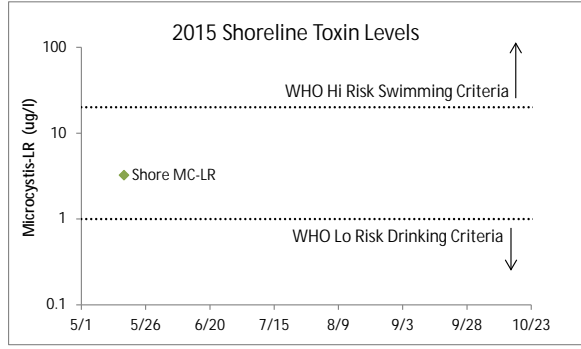 2015 Shoreline Toxin Levels
Microcystis-LR (ug/l)
100
10
1
0.1
WHO Hi Risk Swimming Criteria
Shore MC-LR
WHO Lo Risk Drinking Criteria
5/1 5/26 6/20 7/15 8/9 9/3 9/28 10/23